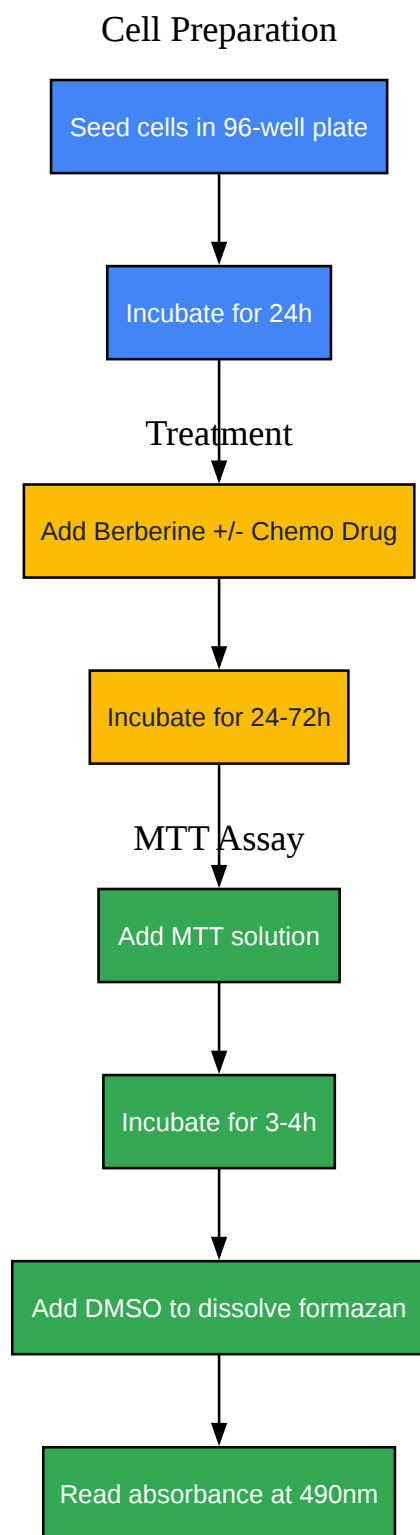 Cell Preparation
Seed cells in 96-well plate
Incubate for 24h
Treatment
Add Berberine +/- Chemo Drug
Incubate for 24-72h
MTT Assay
Add MTT solution
Incubate for 3-4h
Add DMSO to dissolve formazan
Read absorbance at 490nm